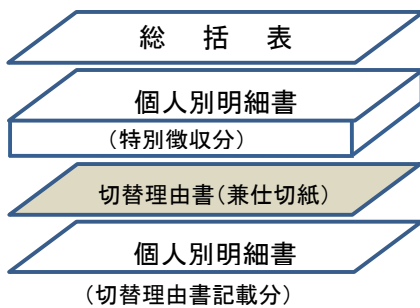 総 括 表
個人別明細書
(特別徴収分)
切替理由書(兼仕切紙)
個人別明細書
(切替理由書記載分)